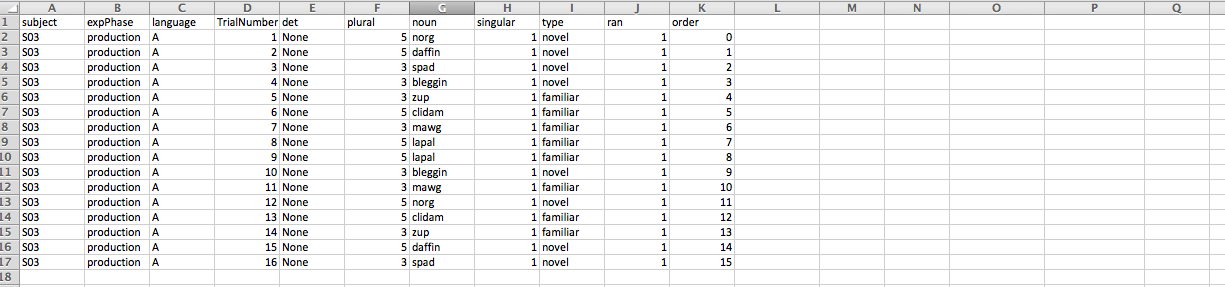 A B C D E F G H I J K L M N O P Q
1 subject expPhase language TrialNumber det plural noun singular type ran order
2 S03 production A 1 None 5 norg 1 novel 1 0
3 S03 production A 2 None 5 daffin 1 novel 1 1
4 S03 production A 3 None 3 spad 1 novel 1 2
5 S03 production A 4 None 3 bleggin 1 novel 1 3
6 S03 production A 5 None 3 zup 1 familiar 1 4
7 S03 production A 6 None 5 clidam 1 familiar 1 5
8 S03 production A 7 None 3 mawg 1 familiar 1 6
9 S03 production A 8 None 5 lapal 1 familiar 1 7
10 S03 production A 9 None 5 lapal 1 familiar 1 8
11 S03 production A 10 None 3 bleggin 1 novel 1 9
12 S03 production A 11 None 3 mawg 1 familiar 1 10
13 S03 production A 12 None 5 norg 1 novel 1 11
14 S03 production A 13 None 5 clidam 1 familiar 1 12
15 S03 production A 14 None 3 zup 1 familiar 1 13
16 S03 production A 15 None 5 daffin 1 novel 1 14
17 S03 production A 16 None 3 spad 1 novel 1 15
18